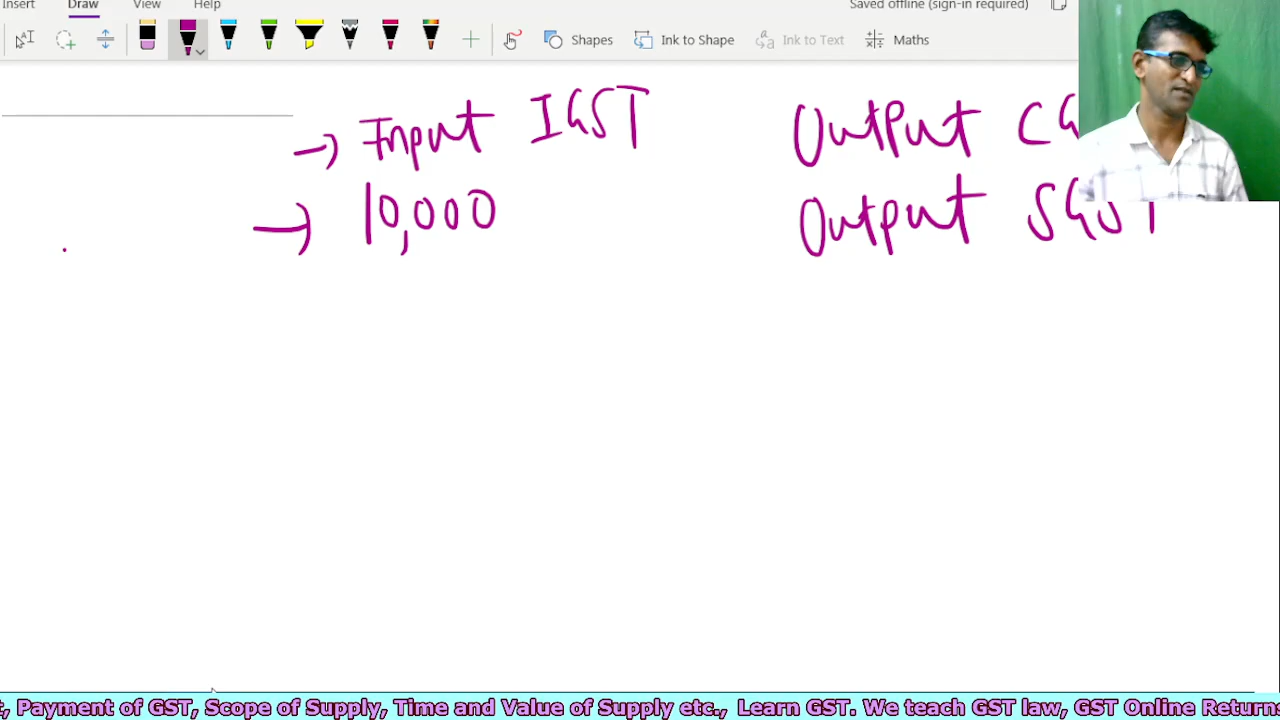 Insert Draw View Help Saved offline (sign-in required)
Shapes Ink to Shape Ink to Text Maths
Input IGST Output
10,000 Output SGST
Payment of GST, Scope of Supply, Time and Value of Supply etc., Learn GST. We teach GST law, GST Online Return